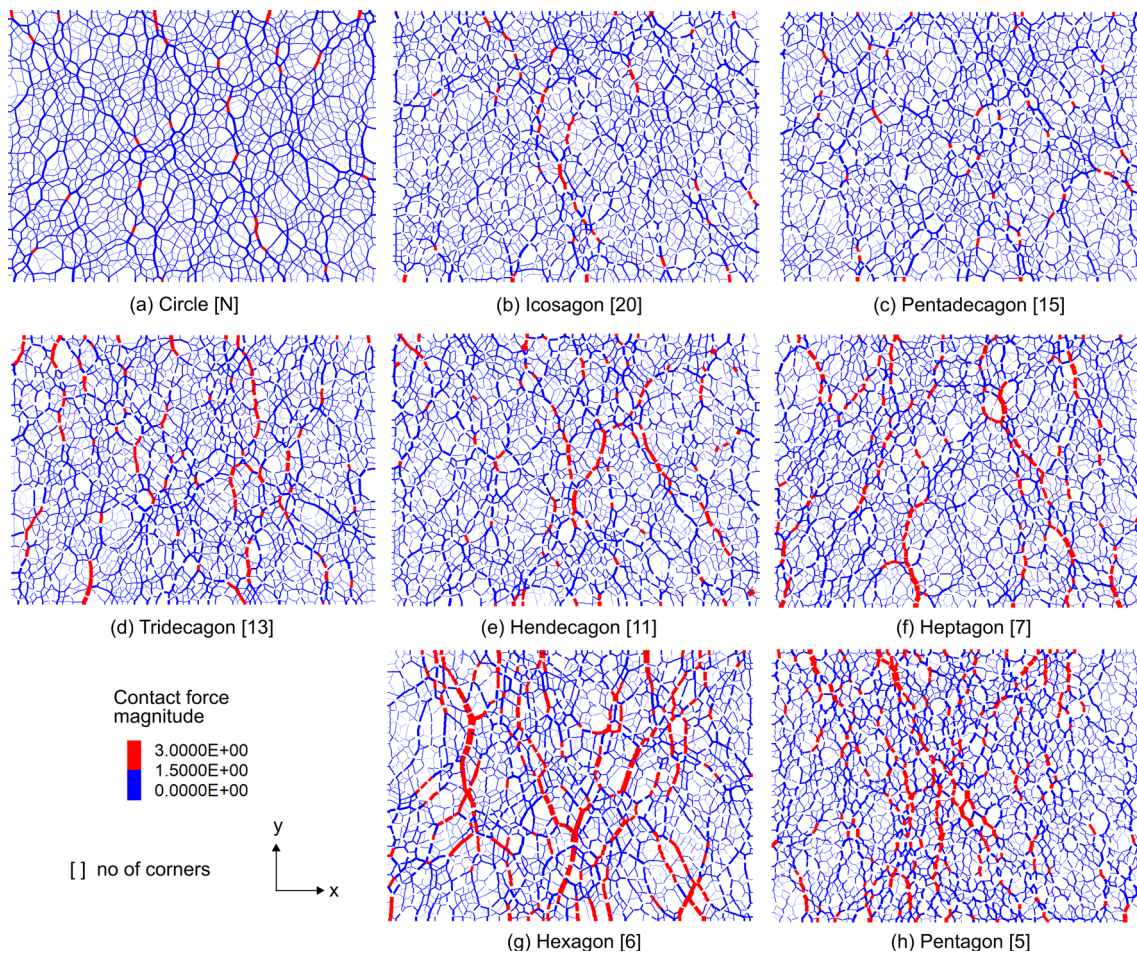 (a) Circle [N]
(b) Icosagon [20]
(c) Pentadecagon [15]
(d) Tridecagon [13]
(e) Hendecagon [11]
(f) Heptagon [7]
Contact force
magnitude
3.0000E+00
1.5000E+00
0.0000E+00
[ ] no of corners
y
x
(g) Hexagon [6]
(h) Pentagon [5]